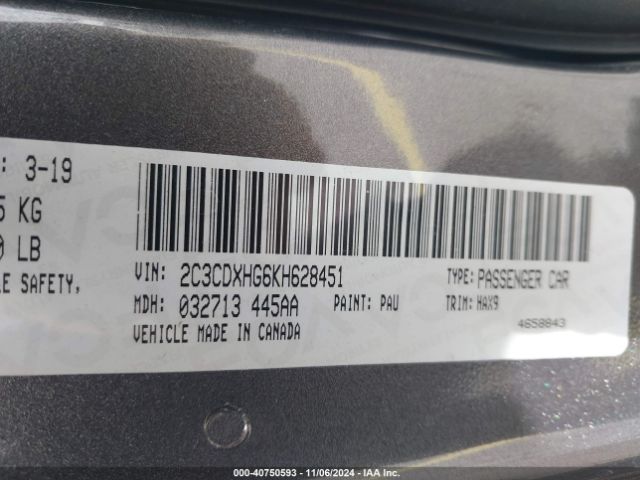 : 3-19
5 KG
0 LB
LE SAFETY,
VIN: 2C3CDXHG6KH628451
TYPE: PASSENGER CAR
MDH: 032713 445AA
PAINT: PAU
TRIM: HAX9
VEHICLE MADE IN CANADA
4658843
000-40750593 - 11/06/2024 - IAA Inc.